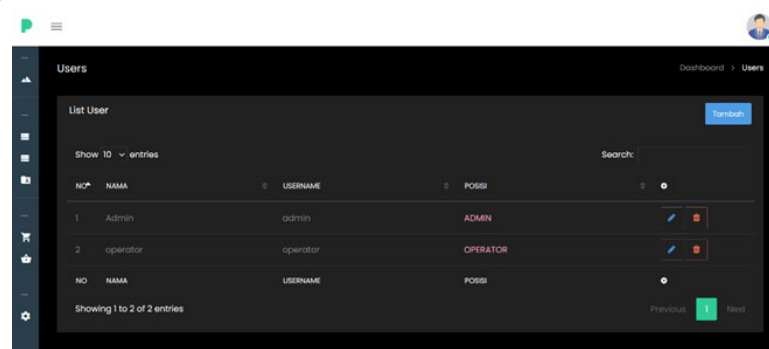 Users
Dashboard > Users
List User
Tambah
Show 10 entries
Search:
NO NAMA USERNAME POSISI
1 Admin admin ADMIN
2 operator operator OPERATOR
NO NAMA USERNAME POSISI
Showing 1 to 2 of 2 entries
Previous 1 Next